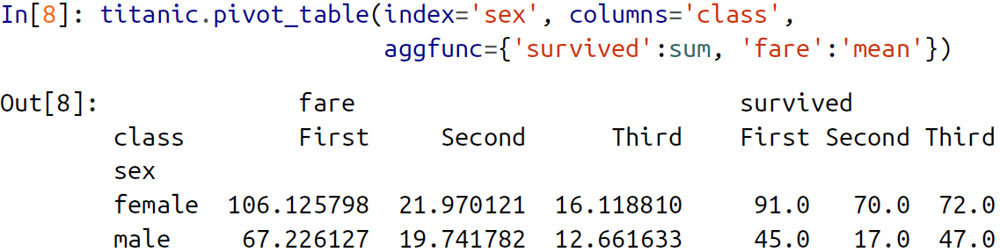 In[8]: titanic.pivot_table(index='sex', columns='class',
aggfunc={'survived':sum, 'fare':'mean'})
Out[8]: fare survived
class First Second Third First Second Third
sex
female 106.125798 21.970121 16.118810 91.0 70.0 72.0
male 67.226127 19.741782 12.661633 45.0 17.0 47.0